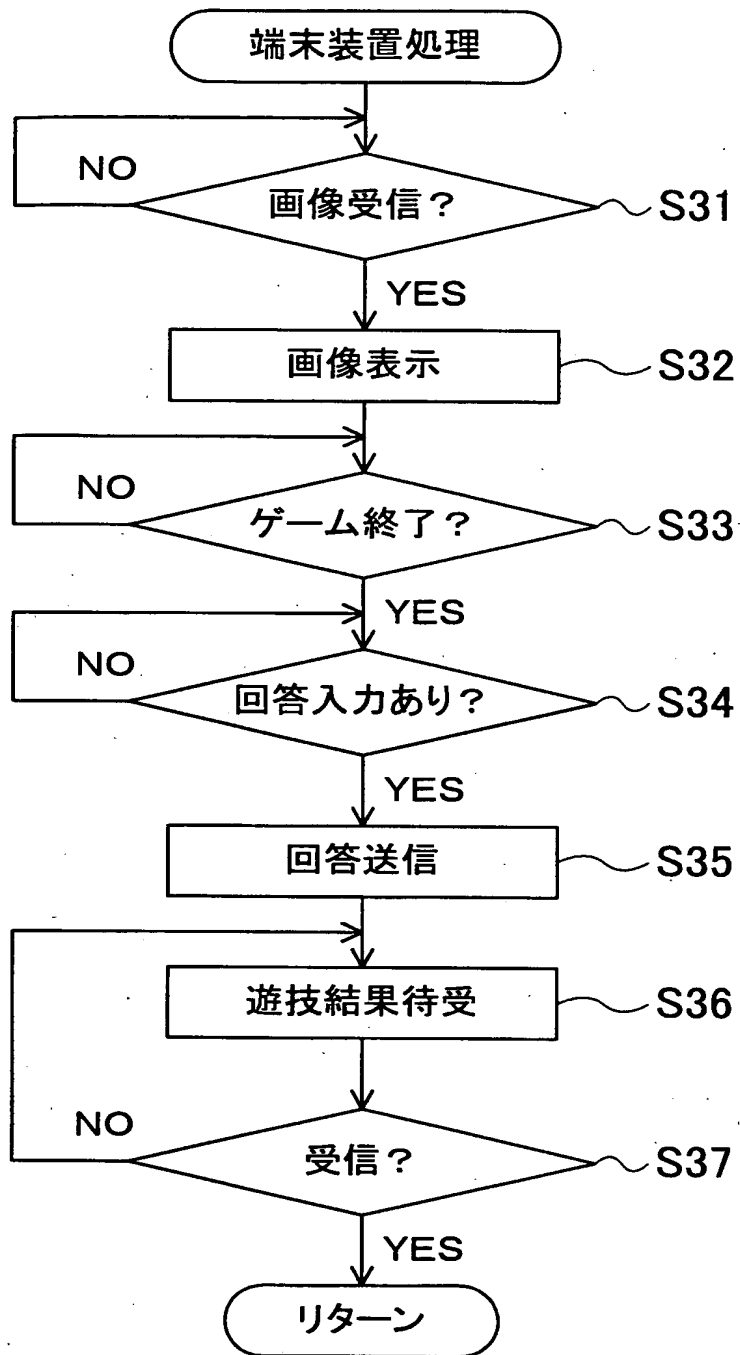 端末装置処理
NO
画像受信？
S31
YES
画像表示
S32
NO
ゲーム終了？
S33
YES
NO
回答入力あり？
S34
YES
回答送信
S35
遊技結果待受
S36
NO
受信？
S37
YES
リターン